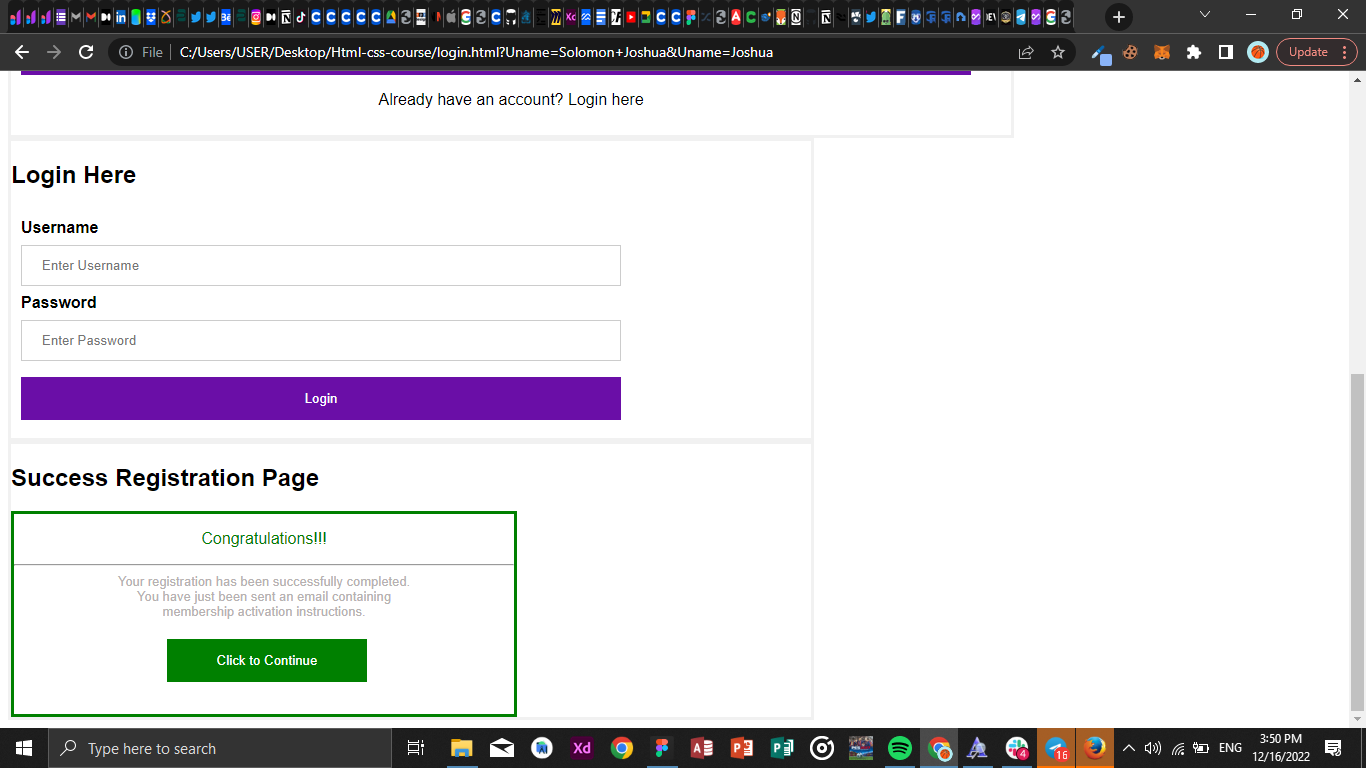 File
C:/Users/USER/Desktop/Html-css-course/login.html?Uname=Solomon+Joshua&Uname=Joshua
Update
Already have an account? Login here
Login Here
Username
Enter Username
Password
Enter Password
Login
Success Registration Page
Congratulations!!!
Your registration has been successfully completed.
You have just been sent an email containing
membership activation instructions.
Click to Continue
Type here to search
Xd
4
16
ENG
3:50 PM
12/16/2022